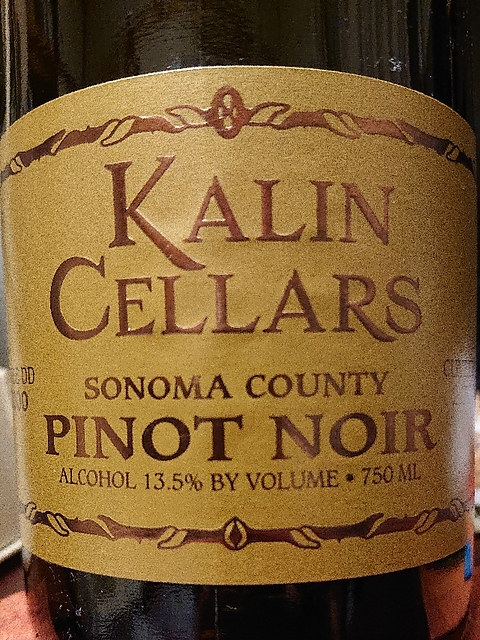 KALIN
CELLARS
SONOMA COUNTY
PINOT NOIR
ALCOHOL 13.5% BY VOLUME • 750 ML